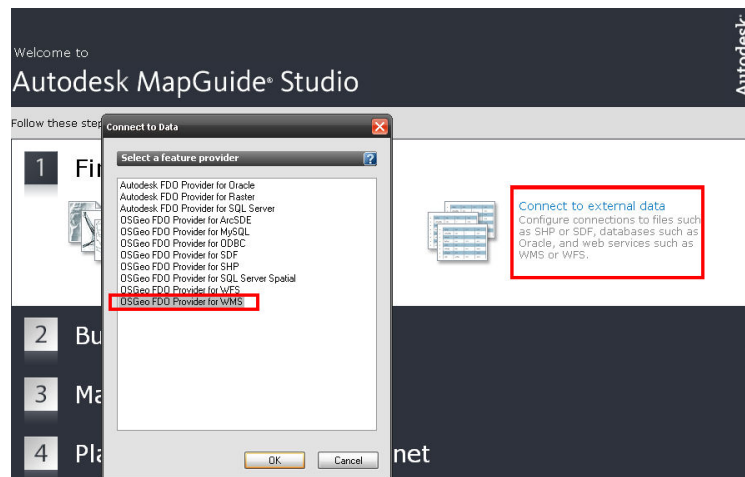 Welcome to
Autodesk MapGuide® Studio
Autodesk
Follow these step
Connect to Data
Select a feature provider
?
Autodesk FDO Provider for Oracle
Autodesk FDO Provider for Raster
Autodesk FDO Provider for SQL Server
OSGeo FDO Provider for ArcSDE
OSGeo FDO Provider for MySQL
OSGeo FDO Provider for ODBC
OSGeo FDO Provider for SDF
OSGeo FDO Provider for SHP
OSGeo FDO Provider for SQL Server Spatial
OSGeo FDO Provider for WFS
OSGeo FDO Provider for WMS
OK Cancel
1 Fi
Connect to external data
Configure connections to files such
as SHP or SDF, databases such as
Oracle, and web services such as
WMS or WFS.
2 Bu
3 Ma
4 Pla
net